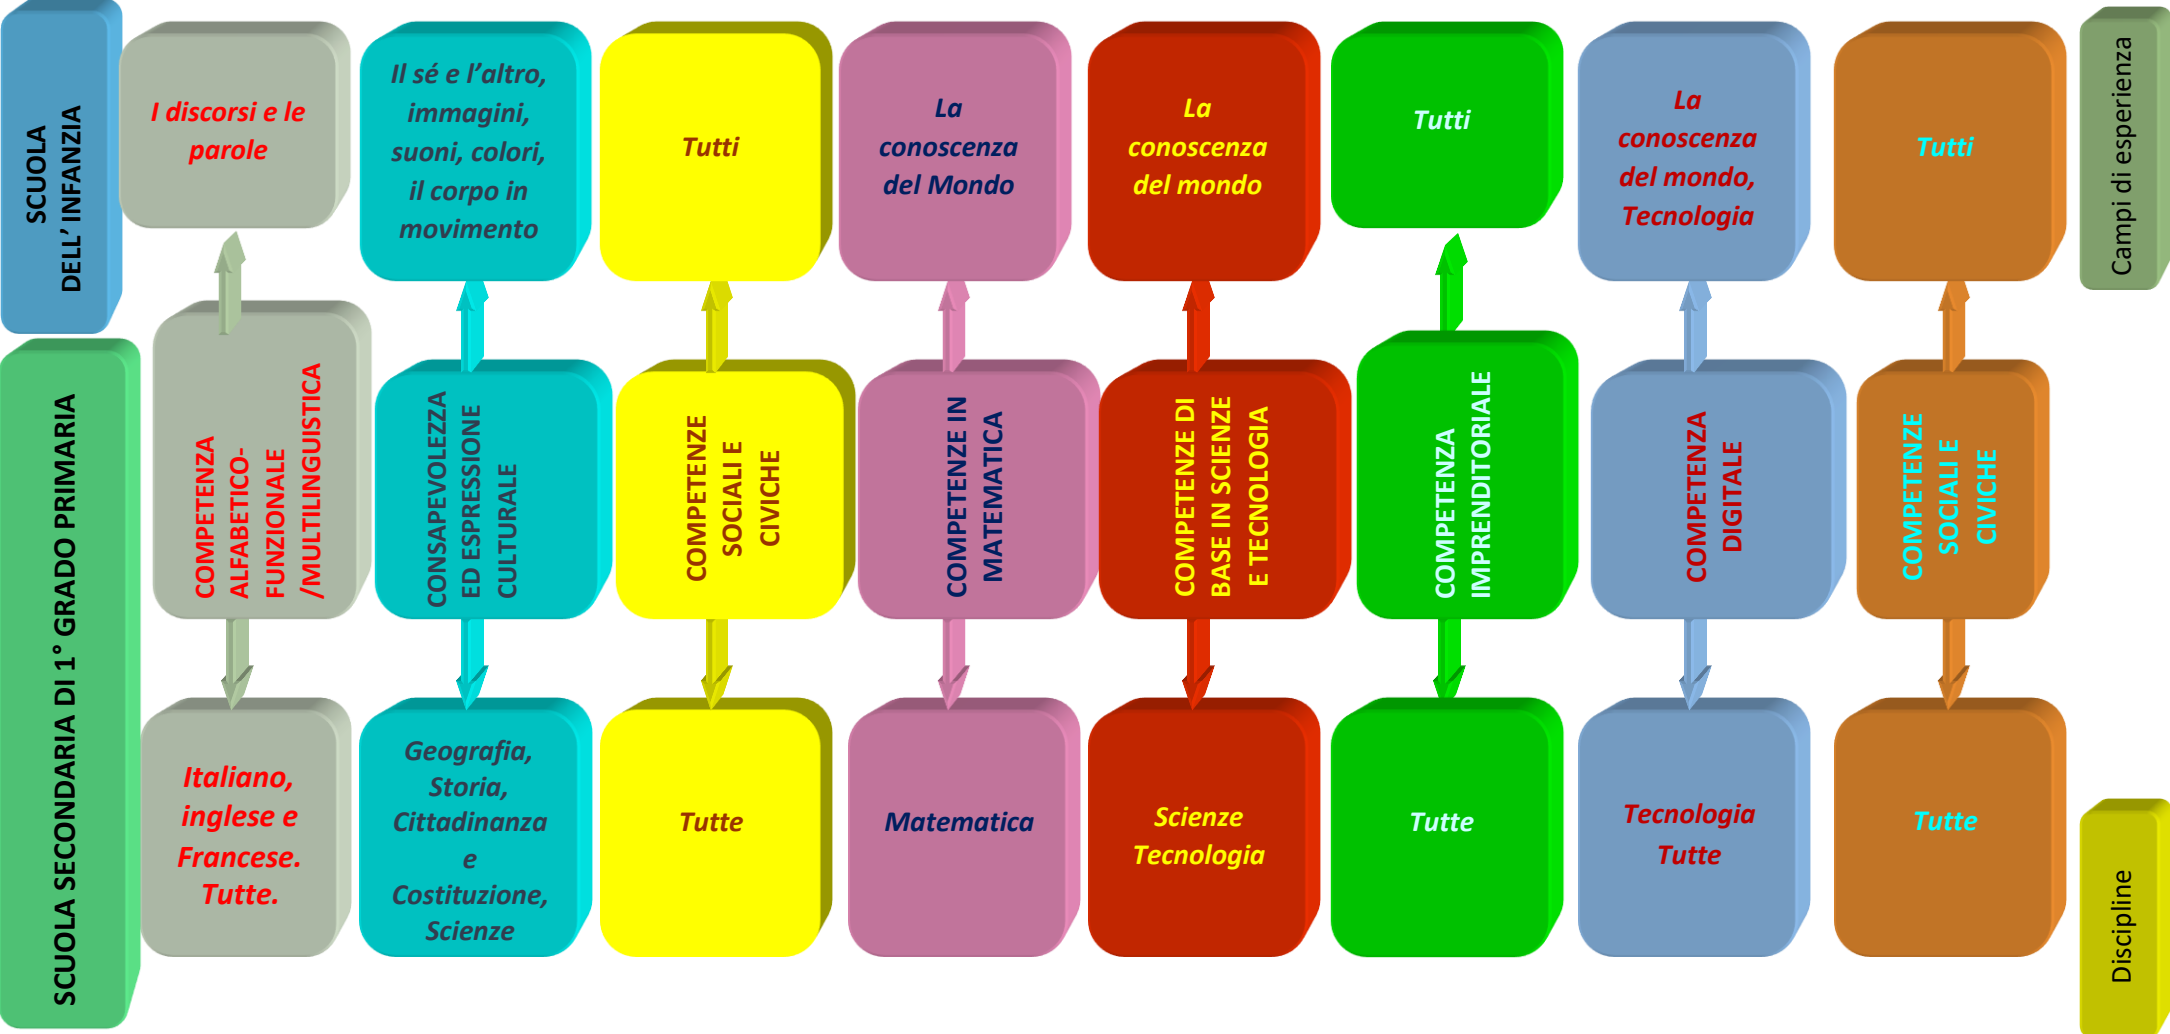 SCUOLA
DELL’ INFANZIA
I discorsi e le
parole
Il sé e l’altro,
immagini,
suoni, colori,
il corpo in
movimento
Tutti
La
conoscenza
del Mondo
La
conoscenza
del mondo
Tutti
La
conoscenza
del mondo,
Tecnologia
Tutti
Campi di esperienza
SCUOLA SECONDARIA DI 1° GRADO PRIMARIA
COMPETENZA
ALFABETICO-
FUNZIONALE
/MULTILINGUISTICA
CONSAPEVOLEZZA
ED ESPRESSIONE
CULTURALE
COMPETENZE
SOCIALI E
CIVICHE
COMPETENZE IN
MATEMATICA
COMPETENZE DI
BASE IN SCIENZE
E TECNOLOGIA
COMPETENZA
IMPRENDITORIALE
COMPETENZA
DIGITALE
COMPETENZE
SOCIALI E
CIVICHE
Italiano,
inglese e
Francese.
Tutte.
Geografia,
Storia,
Cittadinanza
e
Costituzione,
Scienze
Tutte
Matematica
Scienze
Tecnologia
Tutte
Tecnologia
Tutte
Tutte
Discipline